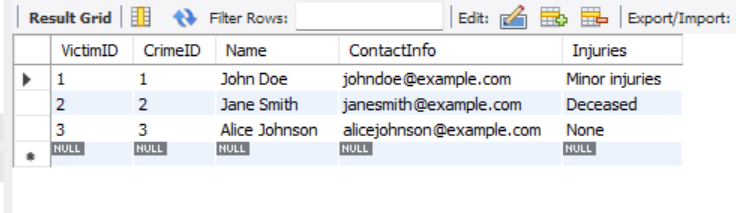 Result Grid Filter Rows: Edit: Export/Import:
VictimID CrimeID Name ContactInfo Injuries
1 1 John Doe johndoe@example.com Minor injuries
2 2 Jane Smith janesmith@example.com Deceased
3 3 Alice Johnson alicejohnson@example.com None
NULL NULL NULL NULL NULL